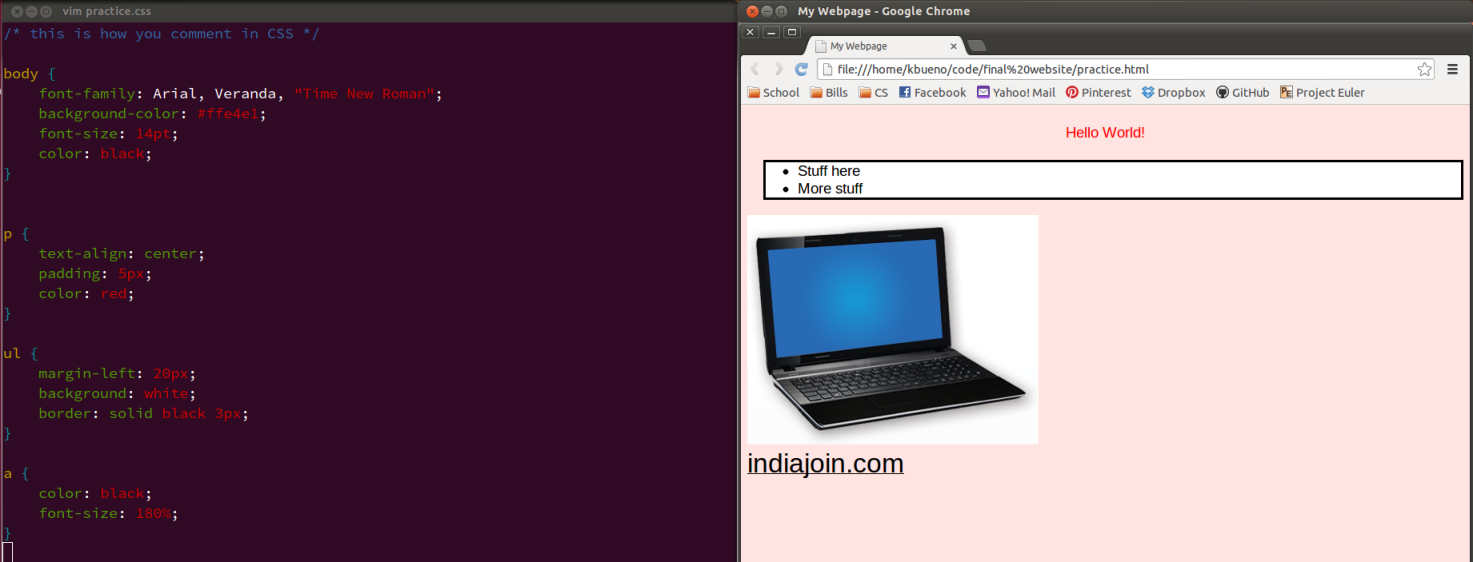 vim practice.css
/* this is how you comment in CSS */
body {
font-family: Arial, Veranda, "Time New Roman";
background-color: #ffe4e1;
font-size: 14pt;
color: black;
}
p {
text-align: center;
padding: 5px;
color: red;
}
ul {
margin-left: 20px;
background: white;
border: solid black 3px;
}
a {
color: black;
font-size: 180%;
}
My Webpage - Google Chrome
My Webpage
file:///home/kbueno/code/final%20website/practice.html
School Bills CS Facebook Yahoo! Mail Pinterest Dropbox GitHub Project Euler
Hello World!
• Stuff here
• More stuff
indiajoin.com